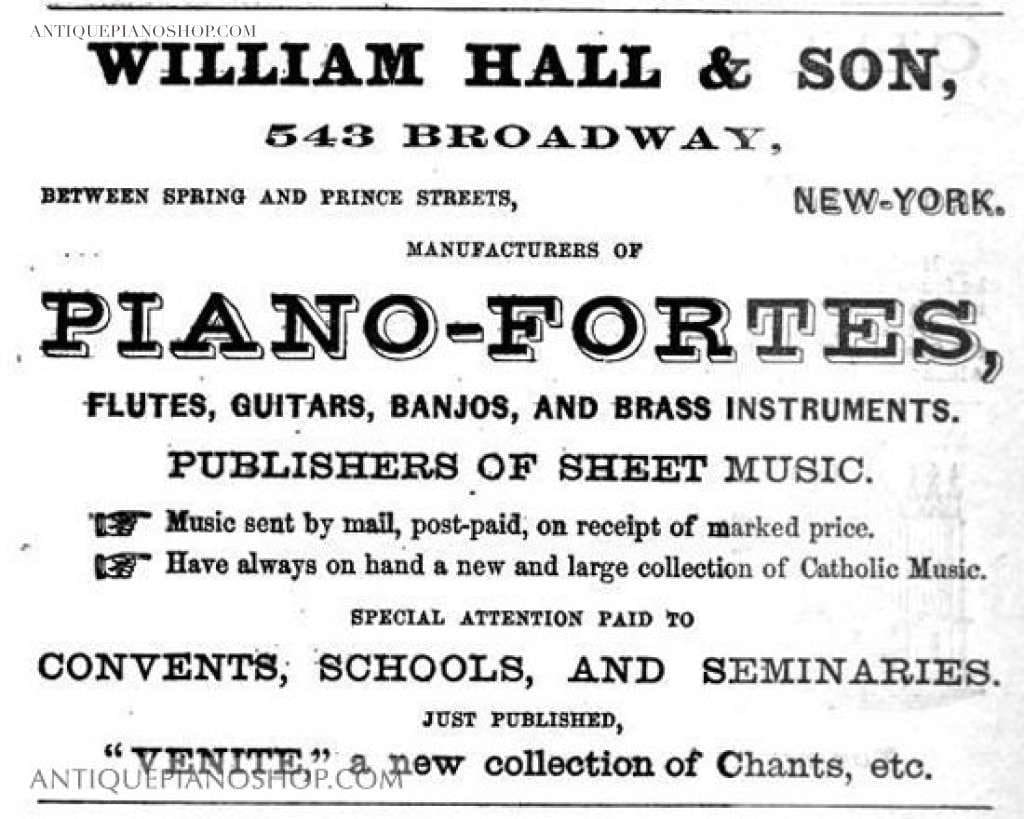 ANTIQUEPIANOSHOP.COM
WILLIAM HALL & SON,
543 BROADWAY,
BETWEEN SPRING AND PRINCE STREETS, NEW-YORK.
MANUFACTURERS OF
PIANO-FORTES,
FLUTES, GUITARS, BANJOS, AND BRASS INSTRUMENTS.
PUBLISHERS OF SHEET MUSIC.
☞ Music sent by mail, post-paid, on receipt of marked price.
☞ Have always on hand a new and large collection of Catholic Music.
SPECIAL ATTENTION PAID TO
CONVENTS, SCHOOLS, AND SEMINARIES.
JUST PUBLISHED,
“VENITE,” a new collection of Chants, etc.
ANTIQUEPIANOSHOP.COM